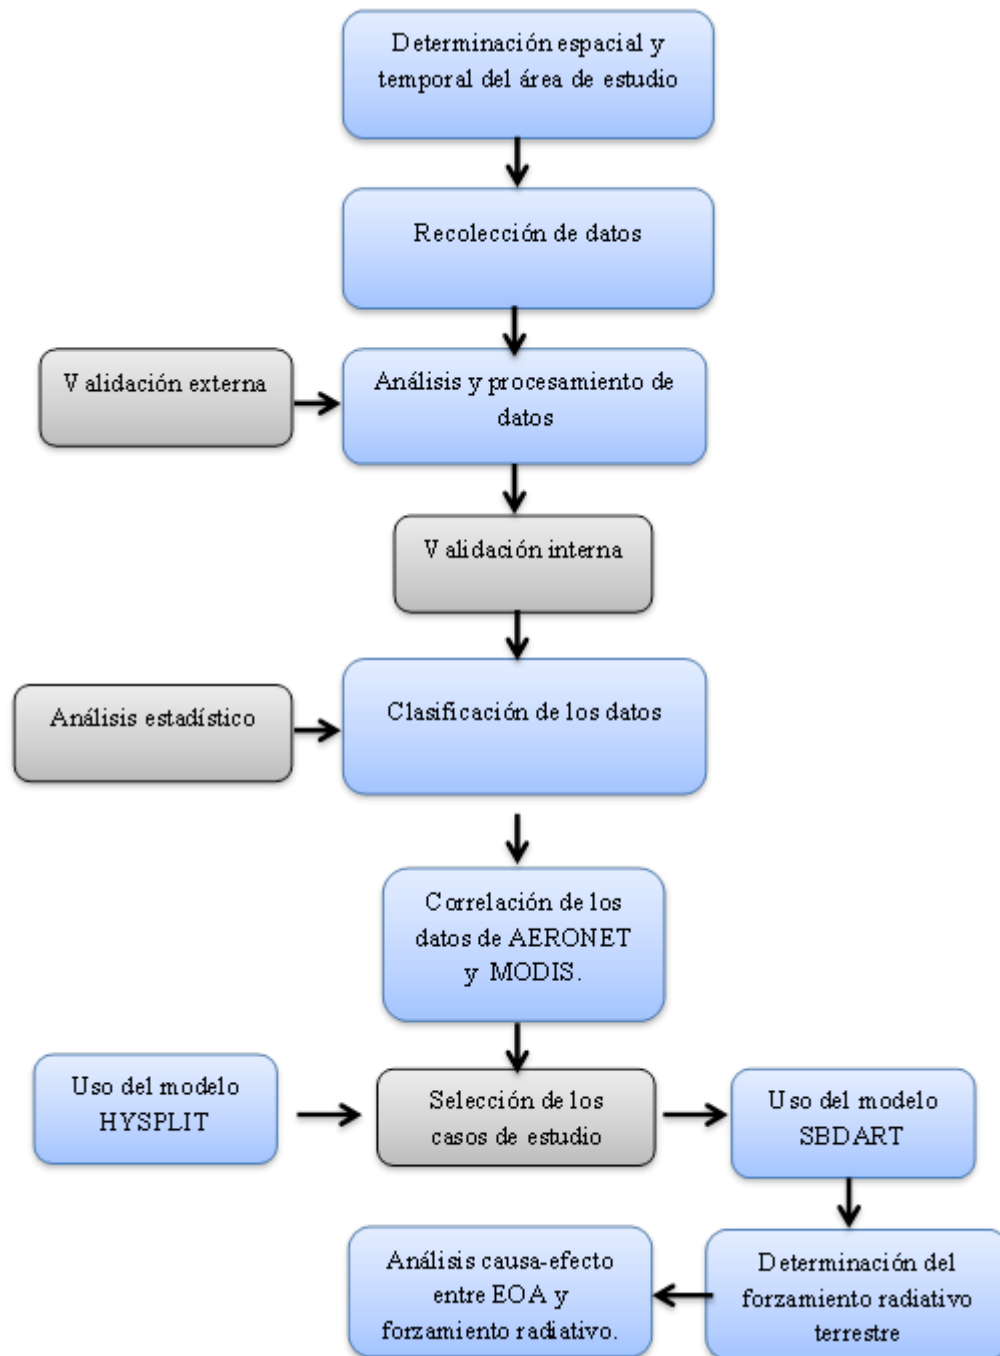 Determinación espacial y
temporal del área de estudio
Recolección de datos
Validación externa
Análisis y procesamiento de
datos
Validación interna
Análisis estadístico
Clasificación de los datos
Correlación de los
datos de AERONET
y MODIS.
Uso del modelo
HYSPLIT
Selección de los
casos de estudio
Uso del modelo
SBDART
Análisis causa-efecto
entre EOA y
forzamiento radiativo.
Determinación del
forzamiento radiativo
terrestre